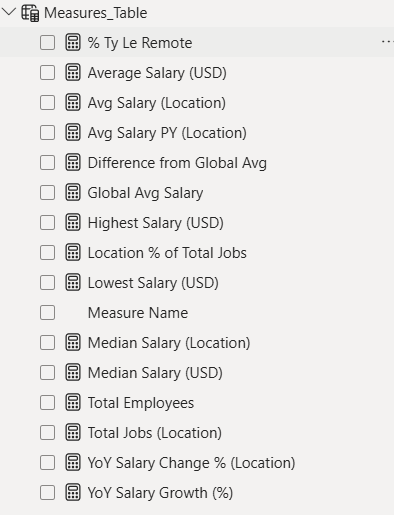 Measures_Table
% Ty Le Remote
Average Salary (USD)
Avg Salary (Location)
Avg Salary PY (Location)
Difference from Global Avg
Global Avg Salary
Highest Salary (USD)
Location % of Total Jobs
Lowest Salary (USD)
Measure Name
Median Salary (Location)
Median Salary (USD)
Total Employees
Total Jobs (Location)
YoY Salary Change % (Location)
YoY Salary Growth (%)